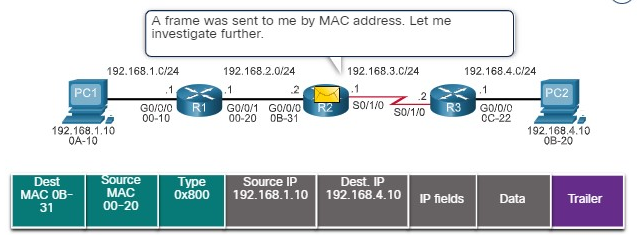 A frame was sent to me by MAC address. Let me
investigate further.
192.168.1.0/24
192.168.2.0/24
192.168.3.0/24
192.168.4.0/24
PC1
.1
R1
.1
.2
R2
.1
.2
R3
.1
PC2
G0/0/0
00-10
G0/0/1
00-20
G0/0/0
0B-31
S0/1/0
S0/1/0
G0/0/0
0C-22
192.168.1.10
0A-10
192.168.4.10
0B-20
Dest
MAC 0B-
31
Source
MAC
00-20
Type
0x800
Source IP
192.168.1.10
Dest. IP
192.168.4.10
IP fields
Data
Trailer